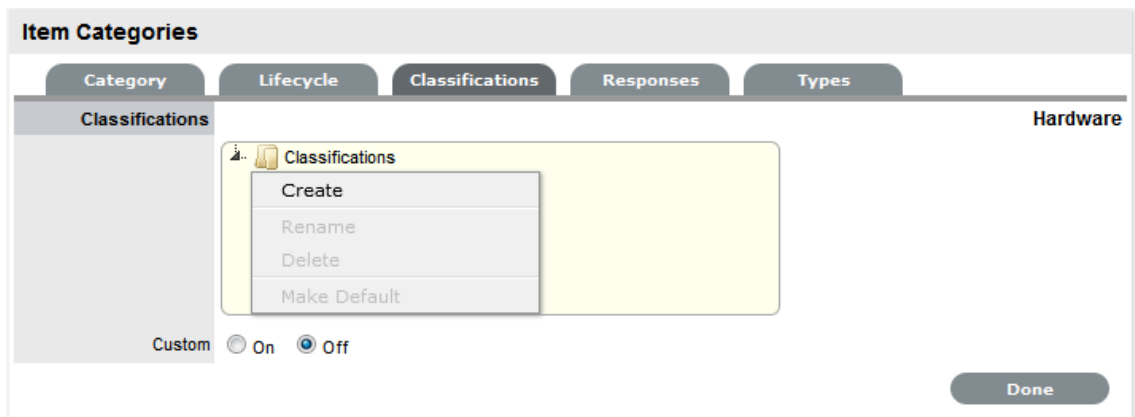 Item Categories
Category Lifecycle Classifications Responses Types
Classifications Hardware
Classifications
Create
Rename
Delete
Make Default
Custom On Off
Done